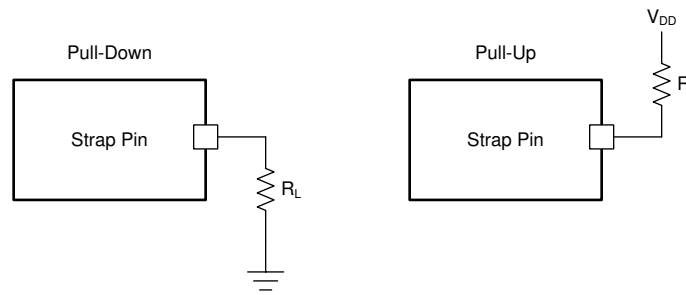 Pull-Down
Strap Pin
R_L
Pull-Up
V_DD
Strap Pin
R